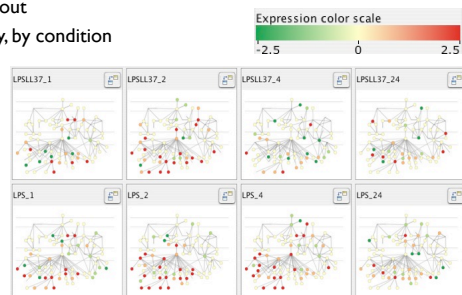 out
y, by condition
Expression color scale
-2.5 0 2.5
LPSLL37_1 LPSLL37_2 LPSLL37_4 LPSLL37_24
LPS_1 LPS_2 LPS_4 LPS_24